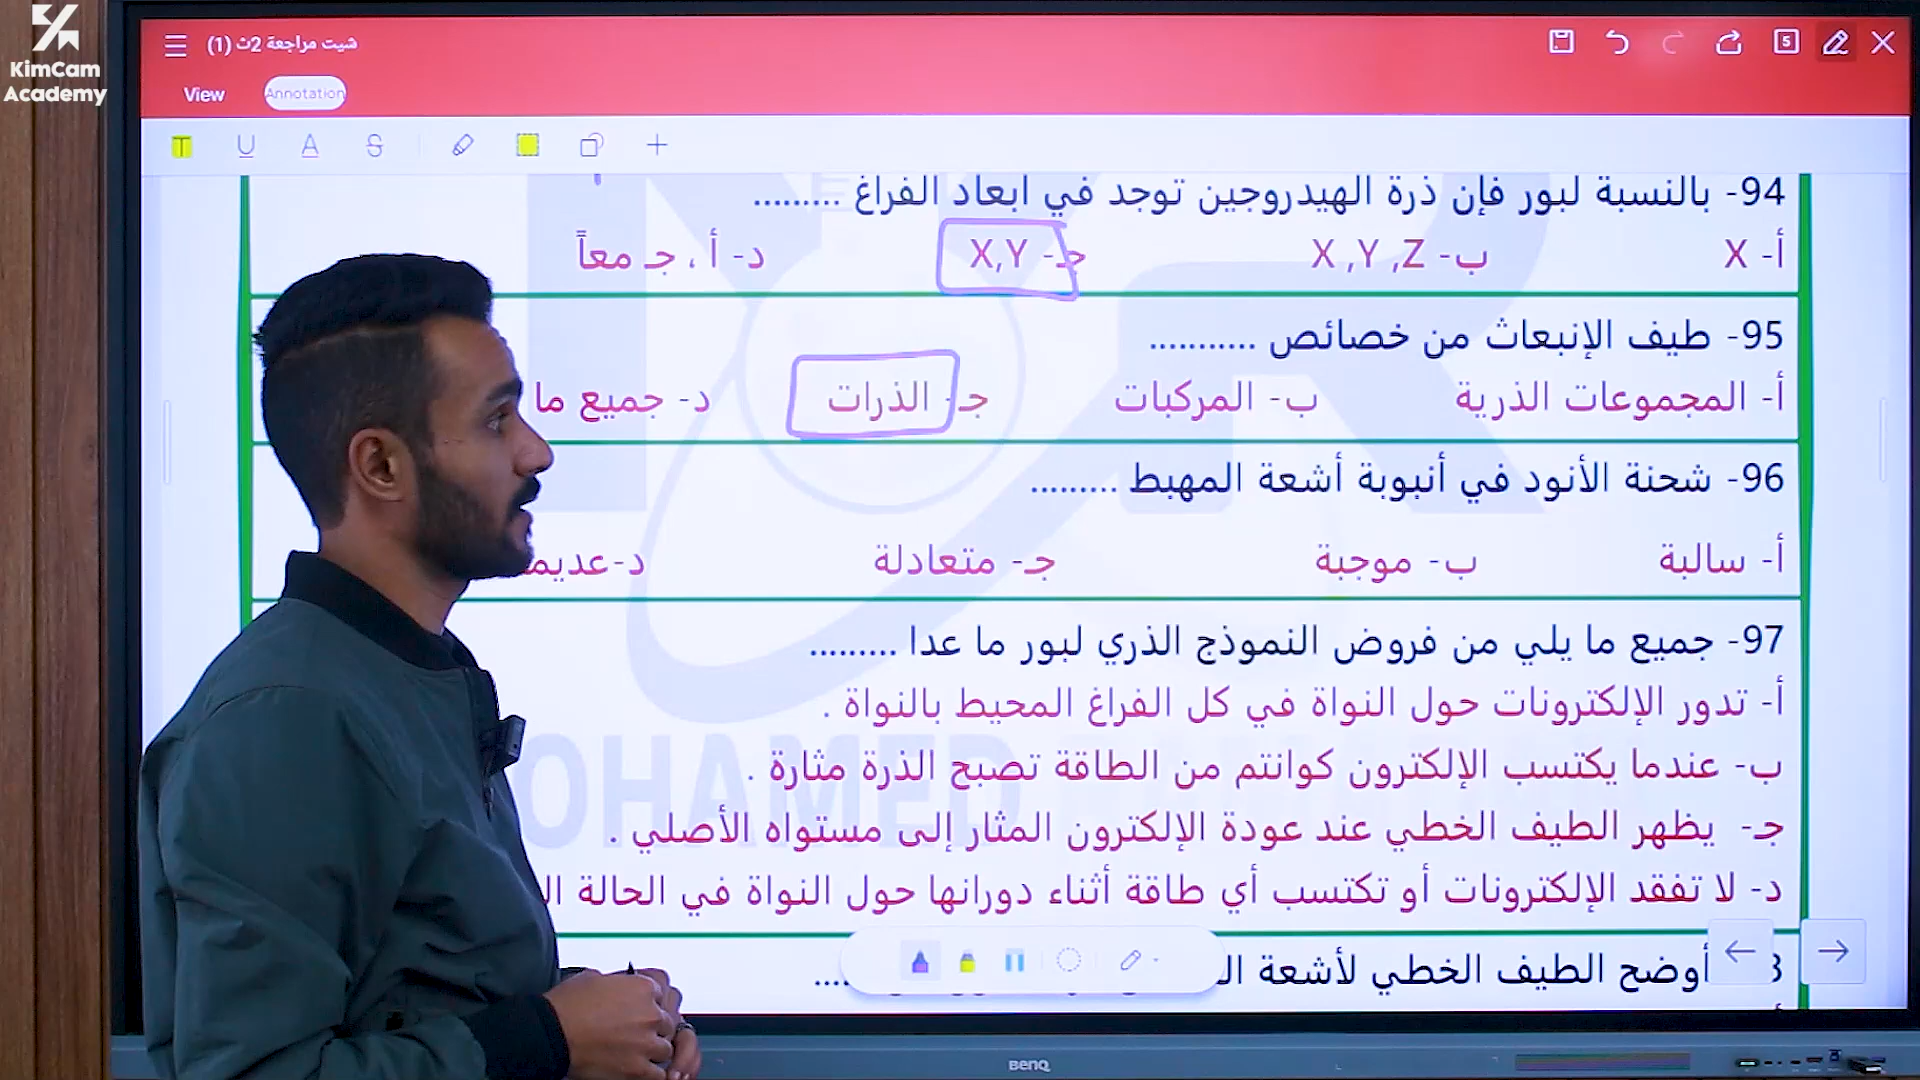 KimCam
Academy
شيت مراجعة 2ث (1)
5
View
Annotation
94- بالنسبة لبور فإن ذرة الهيدروجين توجد في ابعاد الفراغ .........
أ- X ب- X ,Y ,Z جـ- X,Y د- أ ، جـ معاً
95- طيف الإنبعاث من خصائص ...........
أ- المجموعات الذرية ب- المركبات جـ- الذرات د- جميع ما
96- شحنة الأنود في أنبوبة أشعة المهبط .........
أ- سالبة ب- موجبة جـ- متعادلة د-
97- جميع ما يلي من فروض النموذج الذري لبور ما عدا .........
أ- تدور الإلكترونات حول النواة في كل الفراغ المحيط بالنواة .
ب- عندما يكتسب الإلكترون كوانتم من الطاقة تصبح الذرة مثارة .
جـ- يظهر الطيف الخطي عند عودة الإلكترون المثار إلى مستواه الأصلي .
د- لا تفقد الإلكترونات أو تكتسب أي طاقة أثناء دورانها حول النواة في الحالة
أوضح الطيف الخطي لأشعة
OHAMED
BENQ